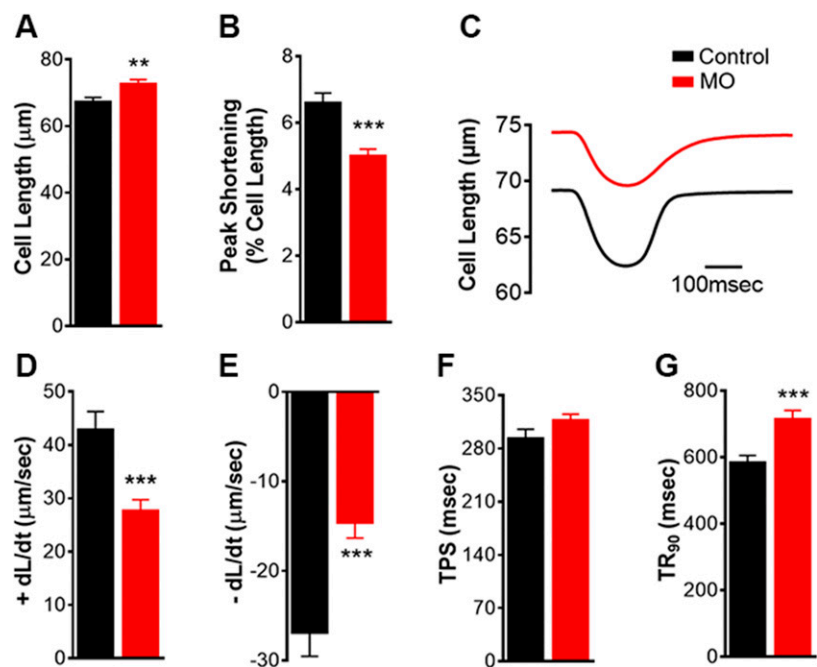 A
Cell Length (μm)
80
60
40
20
0
**
B
Peak Shortening
(% Cell Length)
8
6
4
2
0
***
C
Control
MO
Cell Length (μm)
75
70
65
60
100msec
D
+ dL/dt (μm/sec)
50
40
30
20
10
0
***
E
- dL/dt (μm/sec)
0
-10
-20
-30
***
F
TPS (msec)
350
280
210
140
70
0
G
TR90 (msec)
800
600
400
200
0
***